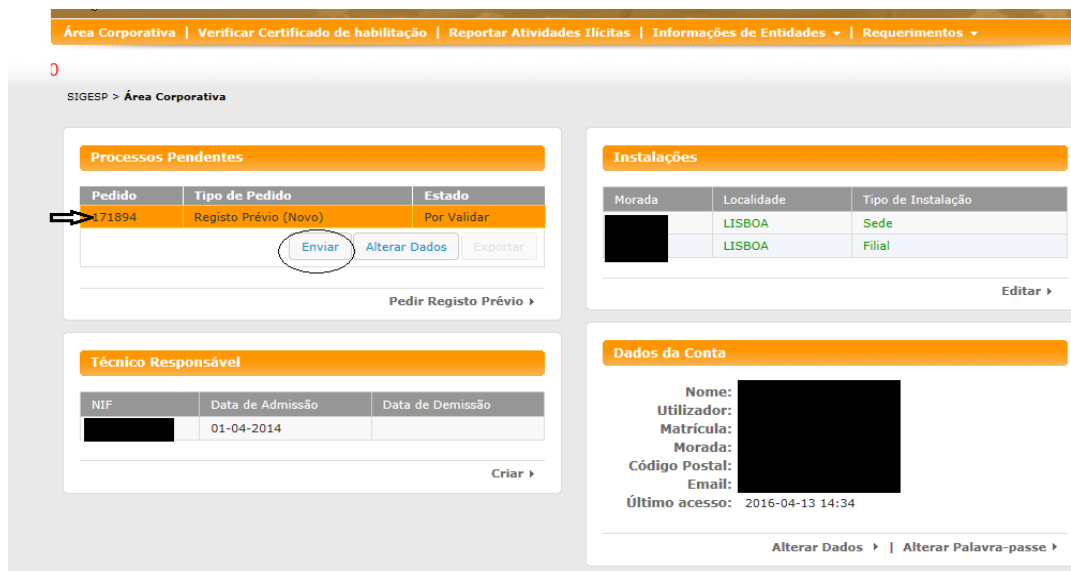 Área Corporativa | Verificar Certificado de habilitação | Reportar Atividades Ilícitas | Informações de Entidades | Requerimentos
SIGESP > Área Corporativa
Processos Pendentes
Pedido Tipo de Pedido Estado
171894 Registo Prévio (Novo) Por Validar
Enviar Alterar Dados Exportar
Pedir Registo Prévio
Instalações
Morada Localidade Tipo de Instalação
LISBOA Sede
LISBOA Filial
Editar
Técnico Responsável
NIF Data de Admissão Data de Demissão
01-04-2014
Criar
Dados da Conta
Nome:
Utilizador:
Matrícula:
Morada:
Código Postal:
Email:
Último acesso: 2016-04-13 14:34
Alterar Dados | Alterar Palavra-passe